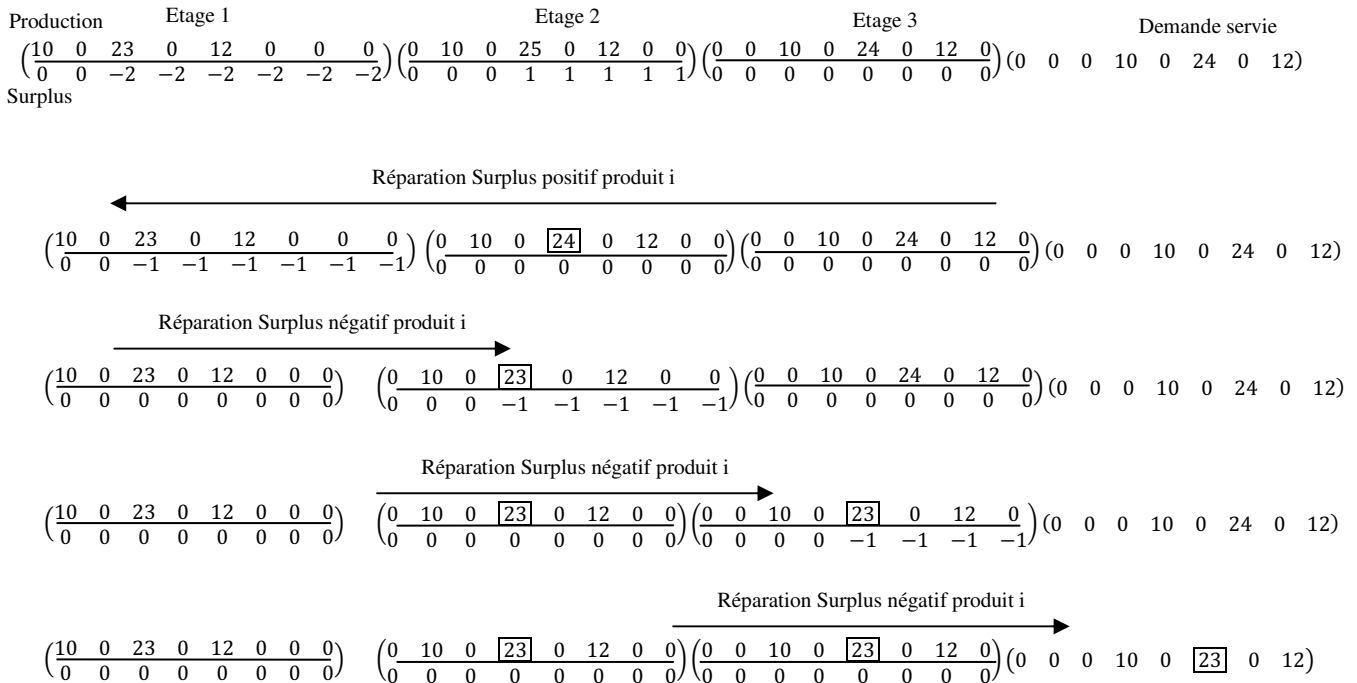 Production Etage 1 Etage 2 Etage 3 Demande servie
(10 0 23 0 12 0 0 0) (0 10 0 25 0 12 0 0) (0 0 10 0 24 0 12 0) (0 0 0 10 0 24 0 12)
(0 0 −2 −2 −2 −2 −2 −2) (0 0 0 1 1 1 1 1) (0 0 0 0 0 0 0 0)
Surplus
Réparation Surplus positif produit i
(10 0 23 0 12 0 0 0) (0 10 0 24 0 12 0 0) (0 0 10 0 24 0 12 0) (0 0 0 10 0 24 0 12)
(0 0 −1 −1 −1 −1 −1 −1) (0 0 0 0 0 0 0 0) (0 0 0 0 0 0 0 0)
Réparation Surplus négatif produit i
(10 0 23 0 12 0 0 0) (0 10 0 23 0 12 0 0) (0 0 10 0 24 0 12 0) (0 0 0 10 0 24 0 12)
(0 0 0 0 0 0 0 0) (0 0 0 −1 −1 −1 −1 −1) (0 0 0 0 0 0 0 0)
Réparation Surplus négatif produit i
(10 0 23 0 12 0 0 0) (0 10 0 23 0 12 0 0) (0 0 10 0 23 0 12 0) (0 0 0 10 0 24 0 12)
(0 0 0 0 0 0 0 0) (0 0 0 0 0 0 0 0) (0 0 0 0 −1 −1 −1 −1)
Réparation Surplus négatif produit i
(10 0 23 0 12 0 0 0) (0 10 0 23 0 12 0 0) (0 0 10 0 23 0 12 0) (0 0 0 10 0 23 0 12)
(0 0 0 0 0 0 0 0) (0 0 0 0 0 0 0 0) (0 0 0 0 0 0 0 0)